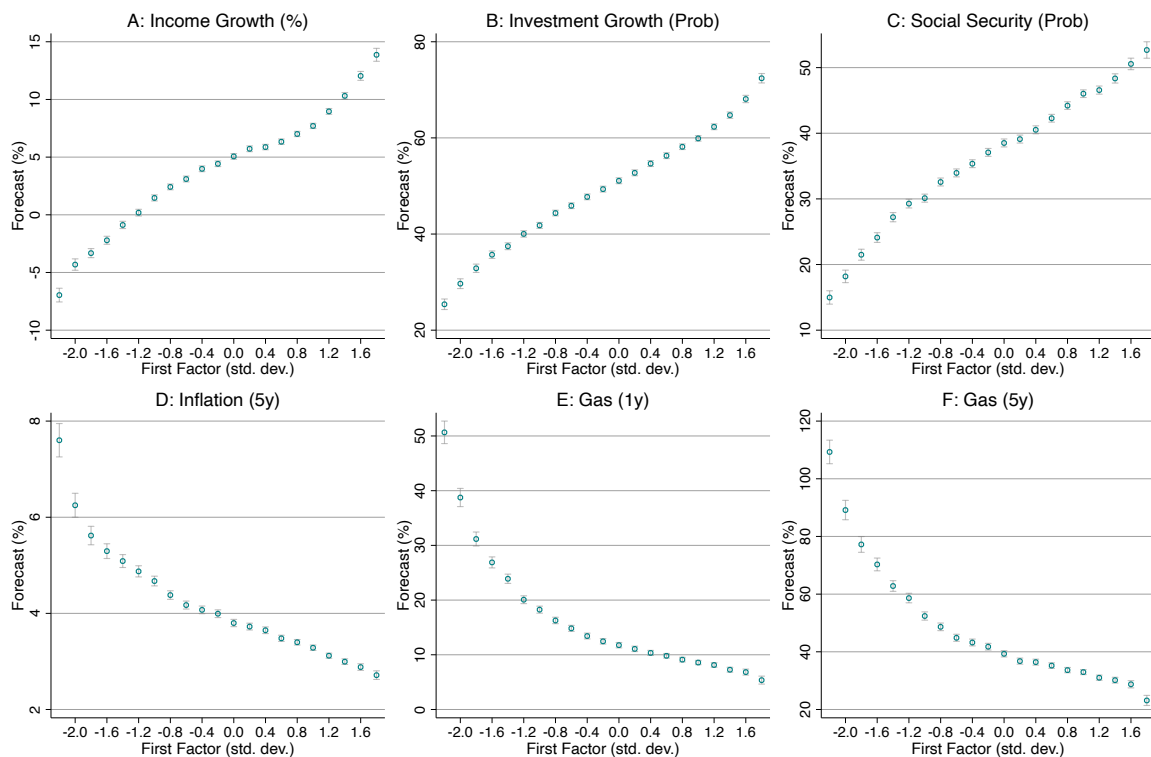 A: Income Growth (%)
Forecast (%)
15
10
5
0
-5
-10
-2.0 -1.6 -1.2 -0.8 -0.4 0.0 0.4 0.8 1.2 1.6
First Factor (std. dev.)
B: Investment Growth (Prob)
Forecast (%)
80
60
40
20
-2.0 -1.6 -1.2 -0.8 -0.4 0.0 0.4 0.8 1.2 1.6
First Factor (std. dev.)
C: Social Security (Prob)
Forecast (%)
50
40
30
20
10
-2.0 -1.6 -1.2 -0.8 -0.4 0.0 0.4 0.8 1.2 1.6
First Factor (std. dev.)
D: Inflation (5y)
Forecast (%)
8
6
4
2
-2.0 -1.6 -1.2 -0.8 -0.4 0.0 0.4 0.8 1.2 1.6
First Factor (std. dev.)
E: Gas (1y)
Forecast (%)
50
40
30
20
10
0
-2.0 -1.6 -1.2 -0.8 -0.4 0.0 0.4 0.8 1.2 1.6
First Factor (std. dev.)
F: Gas (5y)
Forecast (%)
120
100
80
60
40
20
-2.0 -1.6 -1.2 -0.8 -0.4 0.0 0.4 0.8 1.2 1.6
First Factor (std. dev.)